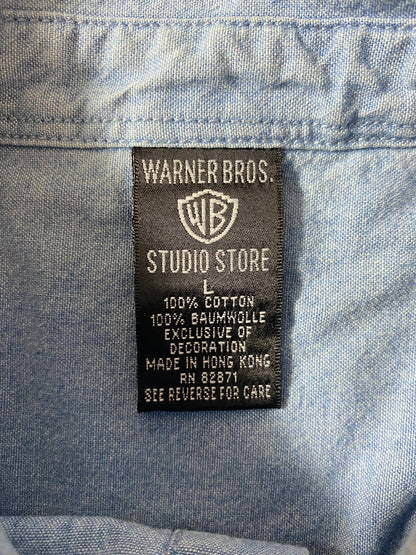 WARNER BROS.
WB
STUDIO STORE
L
100% COTTON
100% BAUMWOLLE
EXCLUSIVE OF
DECORATION
MADE IN HONG KONG
RN 82871
SEE REVERSE FOR CARE